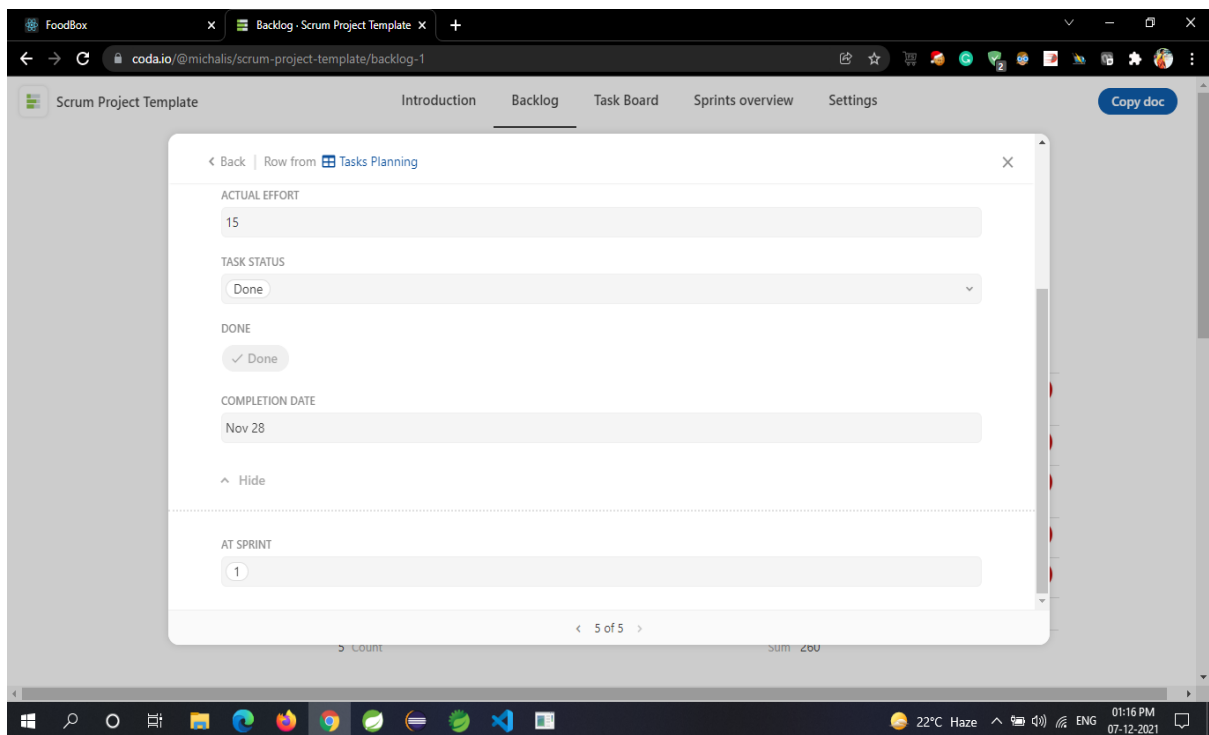 FoodBox
Backlog · Scrum Project Template
coda.io/@michalis/scrum-project-template/backlog-1
2
Scrum Project Template
Introduction Backlog Task Board Sprints overview Settings
Copy doc
Back | Row from Tasks Planning
ACTUAL EFFORT
15
TASK STATUS
Done
DONE
Done
COMPLETION DATE
Nov 28
Hide
AT SPRINT
1
5 of 5
5 Count
Sum 260
22°C Haze
ENG
01:16 PM
07-12-2021